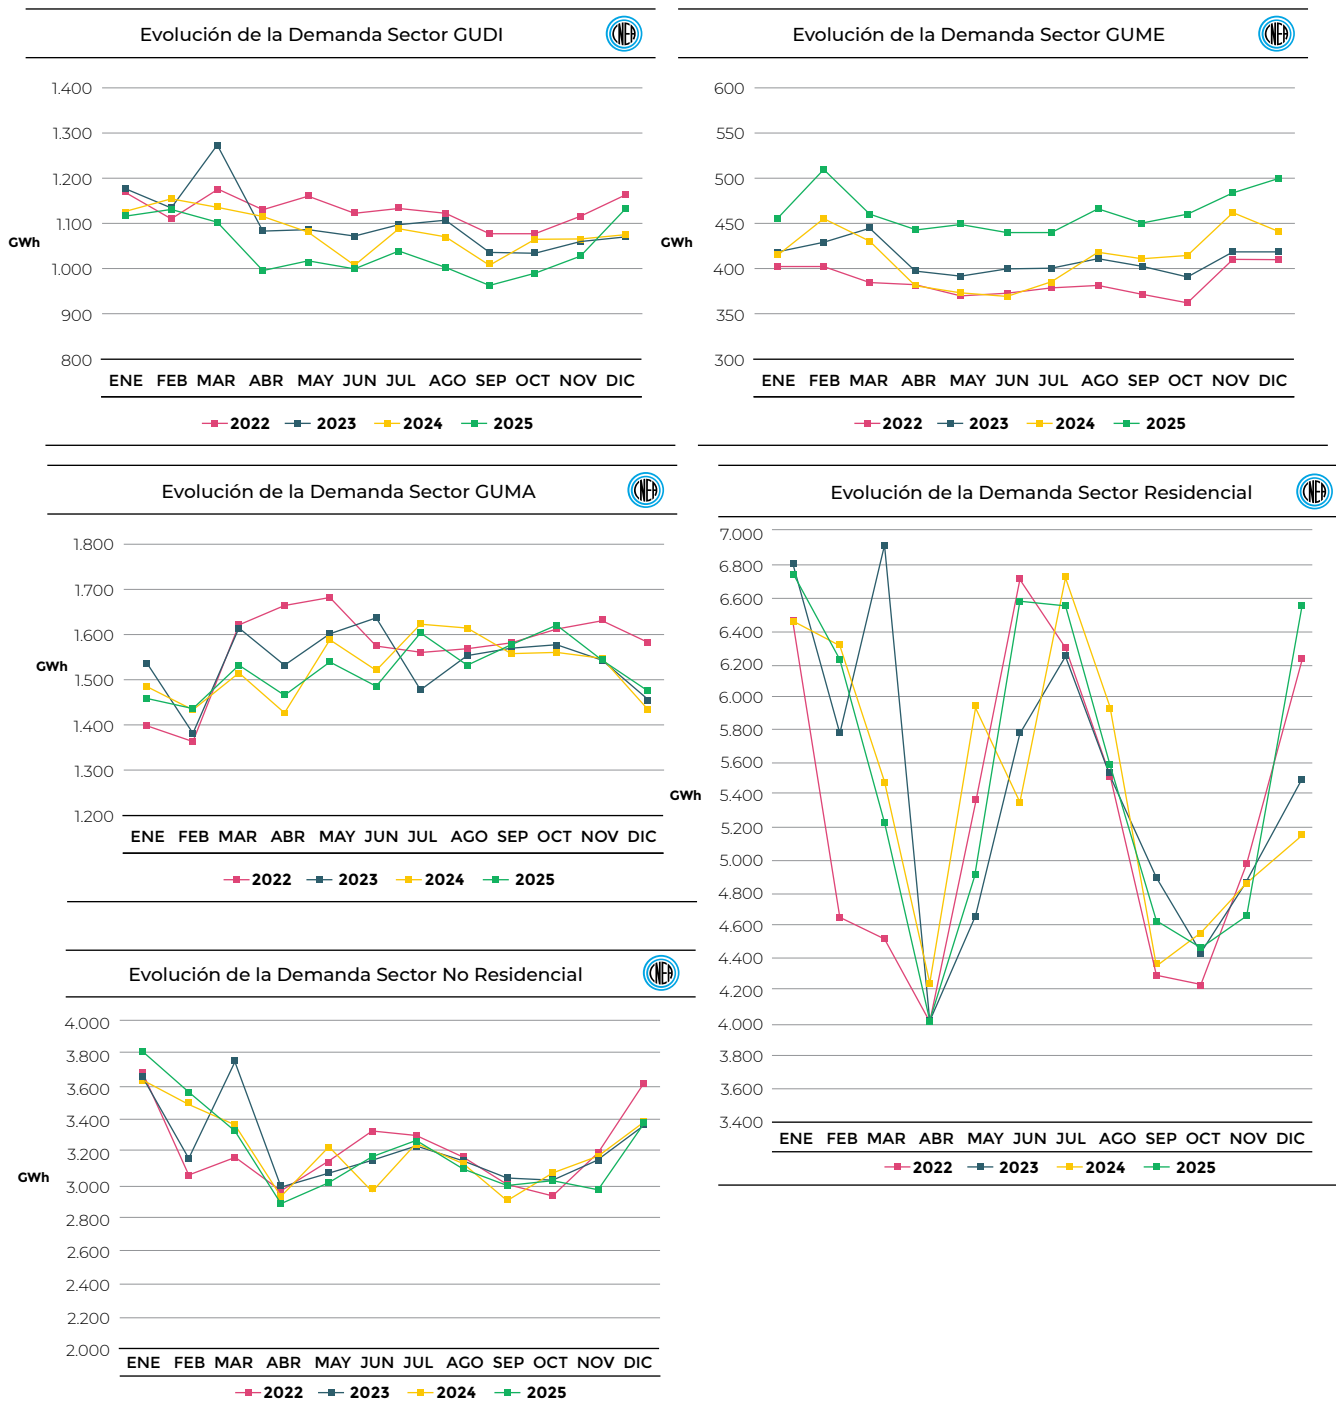 Evolución de la Demanda Sector GUDI
CNEA
1.400
1.300
1.200
1.100
GWh
1.000
900
800
ENE FEB MAR ABR MAY JUN JUL AGO SEP OCT NOV DIC
2022 2023 2024 2025
Evolución de la Demanda Sector GUME
CNEA
600
550
500
450
GWh
400
350
300
ENE FEB MAR ABR MAY JUN JUL AGO SEP OCT NOV DIC
2022 2023 2024 2025
Evolución de la Demanda Sector GUMA
CNEA
1.800
1.700
1.600
GWh
1.500
1.400
1.300
1.200
ENE FEB MAR ABR MAY JUN JUL AGO SEP OCT NOV DIC
2022 2023 2024 2025
Evolución de la Demanda Sector Residencial
CNEA
7.000
6.800
6.600
6.400
6.200
6.000
5.800
5.600
5.400
GWh
5.200
5.000
4.800
4.600
4.400
4.200
4.000
3.800
3.600
3.400
ENE FEB MAR ABR MAY JUN JUL AGO SEP OCT NOV DIC
2022 2023 2024 2025
Evolución de la Demanda Sector No Residencial
CNEA
4.000
3.800
3.600
3.400
3.200
GWh
3.000
2.800
2.600
2.400
2.200
2.000
ENE FEB MAR ABR MAY JUN JUL AGO SEP OCT NOV DIC
2022 2023 2024 2025